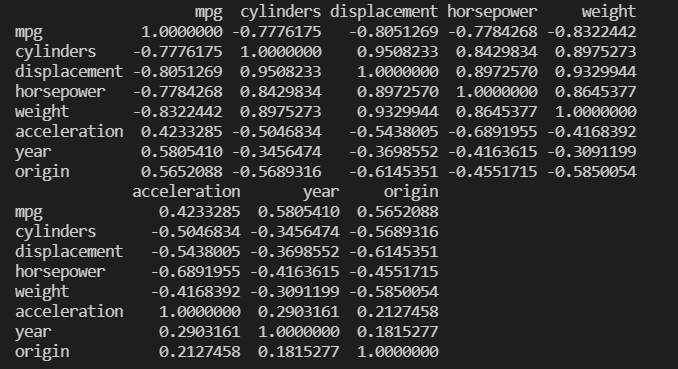 mpg cylinders displacement horsepower weight
mpg 1.0000000 -0.7776175 -0.8051269 -0.7784268 -0.8322442
cylinders -0.7776175 1.0000000 0.9508233 0.8429834 0.8975273
displacement -0.8051269 0.9508233 1.0000000 0.8972570 0.9329944
horsepower -0.7784268 0.8429834 0.8972570 1.0000000 0.8645377
weight -0.8322442 0.8975273 0.9329944 0.8645377 1.0000000
acceleration 0.4233285 -0.5046834 -0.5438005 -0.6891955 -0.4168392
year 0.5805410 -0.3456474 -0.3698552 -0.4163615 -0.3091199
origin 0.5652088 -0.5689316 -0.6145351 -0.4551715 -0.5850054
acceleration year origin
mpg 0.4233285 0.5805410 0.5652088
cylinders -0.5046834 -0.3456474 -0.5689316
displacement -0.5438005 -0.3698552 -0.6145351
horsepower -0.6891955 -0.4163615 -0.4551715
weight -0.4168392 -0.3091199 -0.5850054
acceleration 1.0000000 0.2903161 0.2127458
year 0.2903161 1.0000000 0.1815277
origin 0.2127458 0.1815277 1.0000000